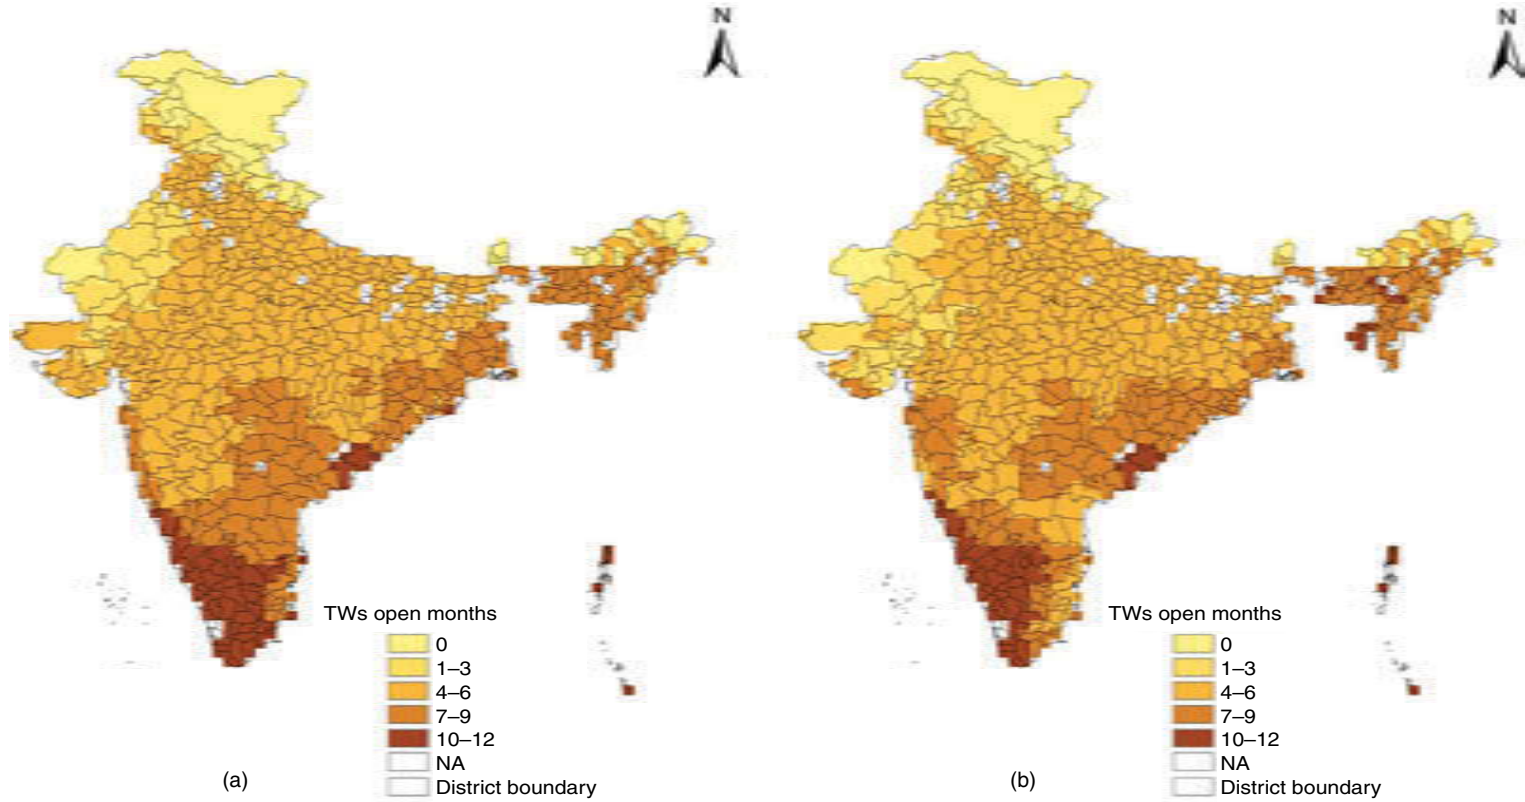 N
N
TWs open months
0
1–3
4–6
7–9
10–12
NA
District boundary
(a)
TWs open months
0
1–3
4–6
7–9
10–12
NA
District boundary
(b)